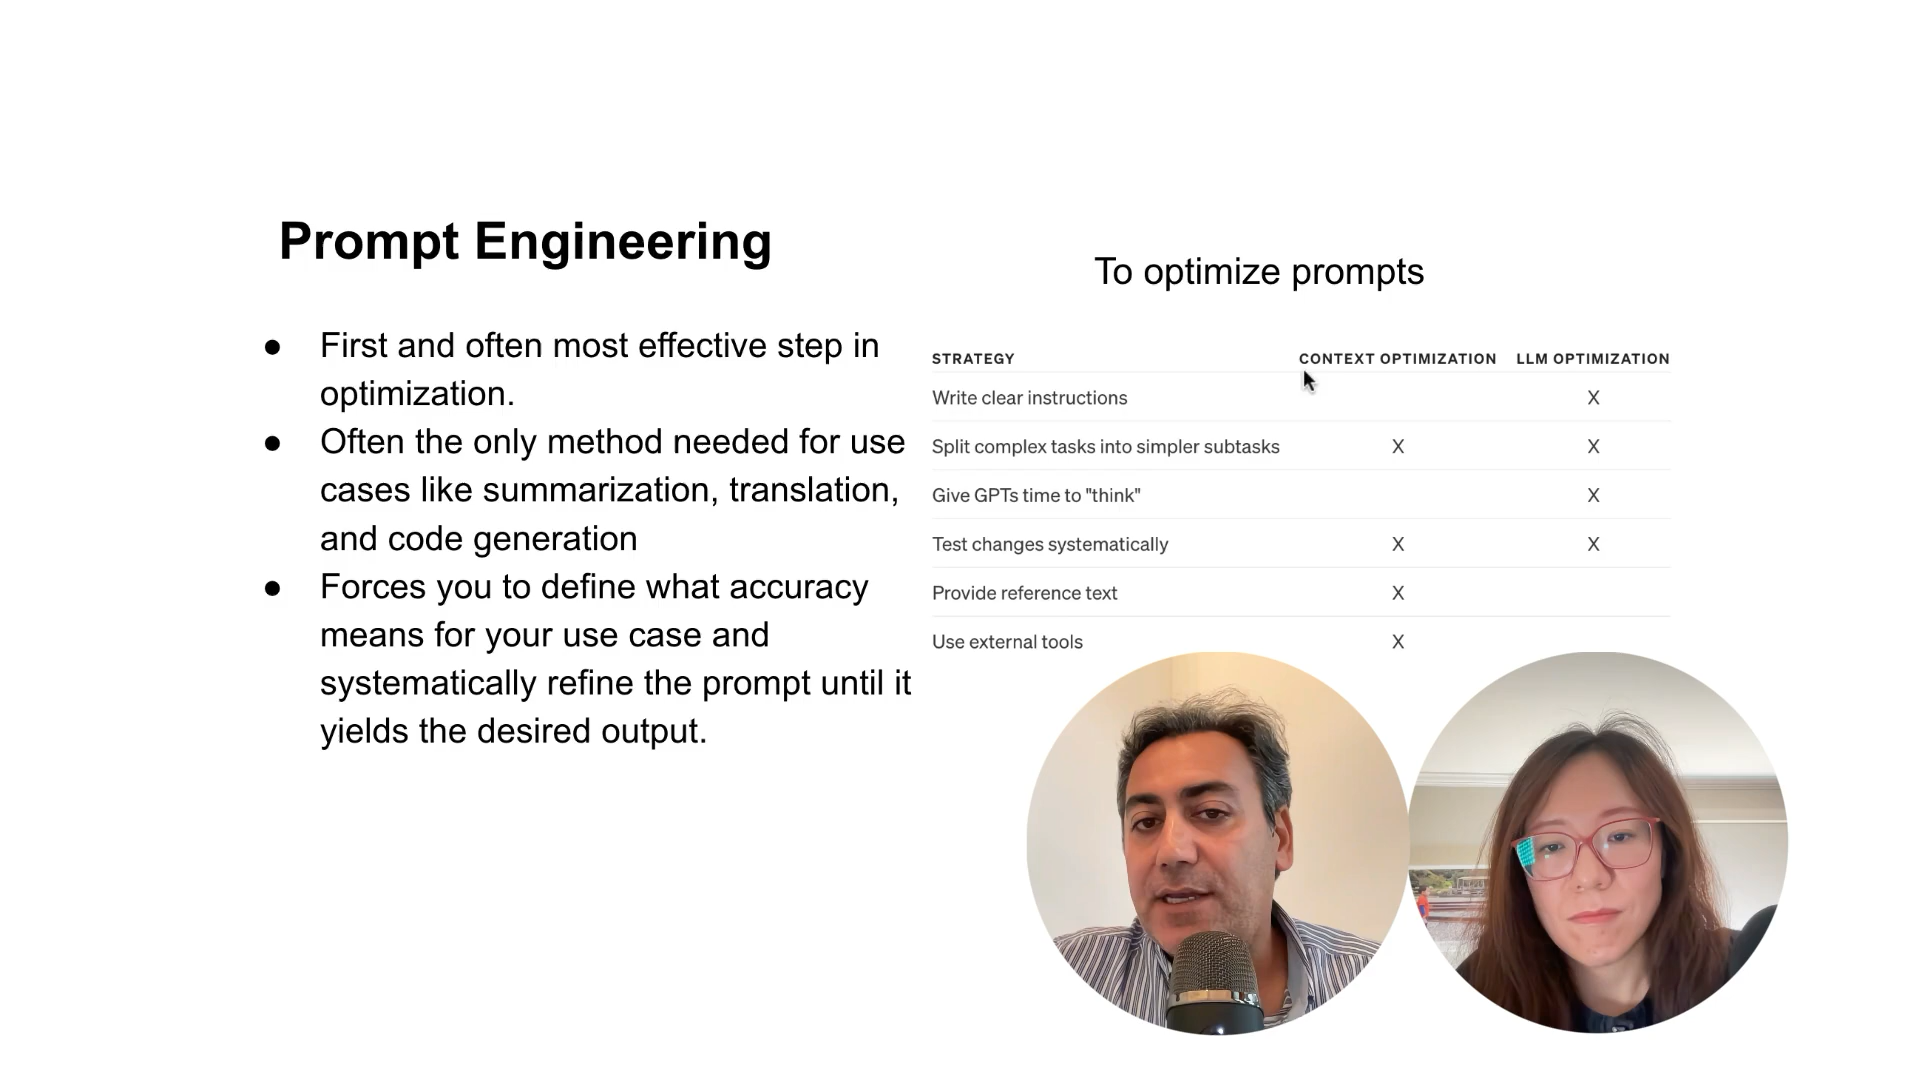 Prompt Engineering
● First and often most effective step in
optimization.
● Often the only method needed for use
cases like summarization, translation,
and code generation
● Forces you to define what accuracy
means for your use case and
systematically refine the prompt until it
yields the desired output.
To optimize prompts
STRATEGY CONTEXT OPTIMIZATION LLM OPTIMIZATION
Write clear instructions X
Split complex tasks into simpler subtasks X X
Give GPTs time to "think" X
Test changes systematically X X
Provide reference text X
Use external tools X